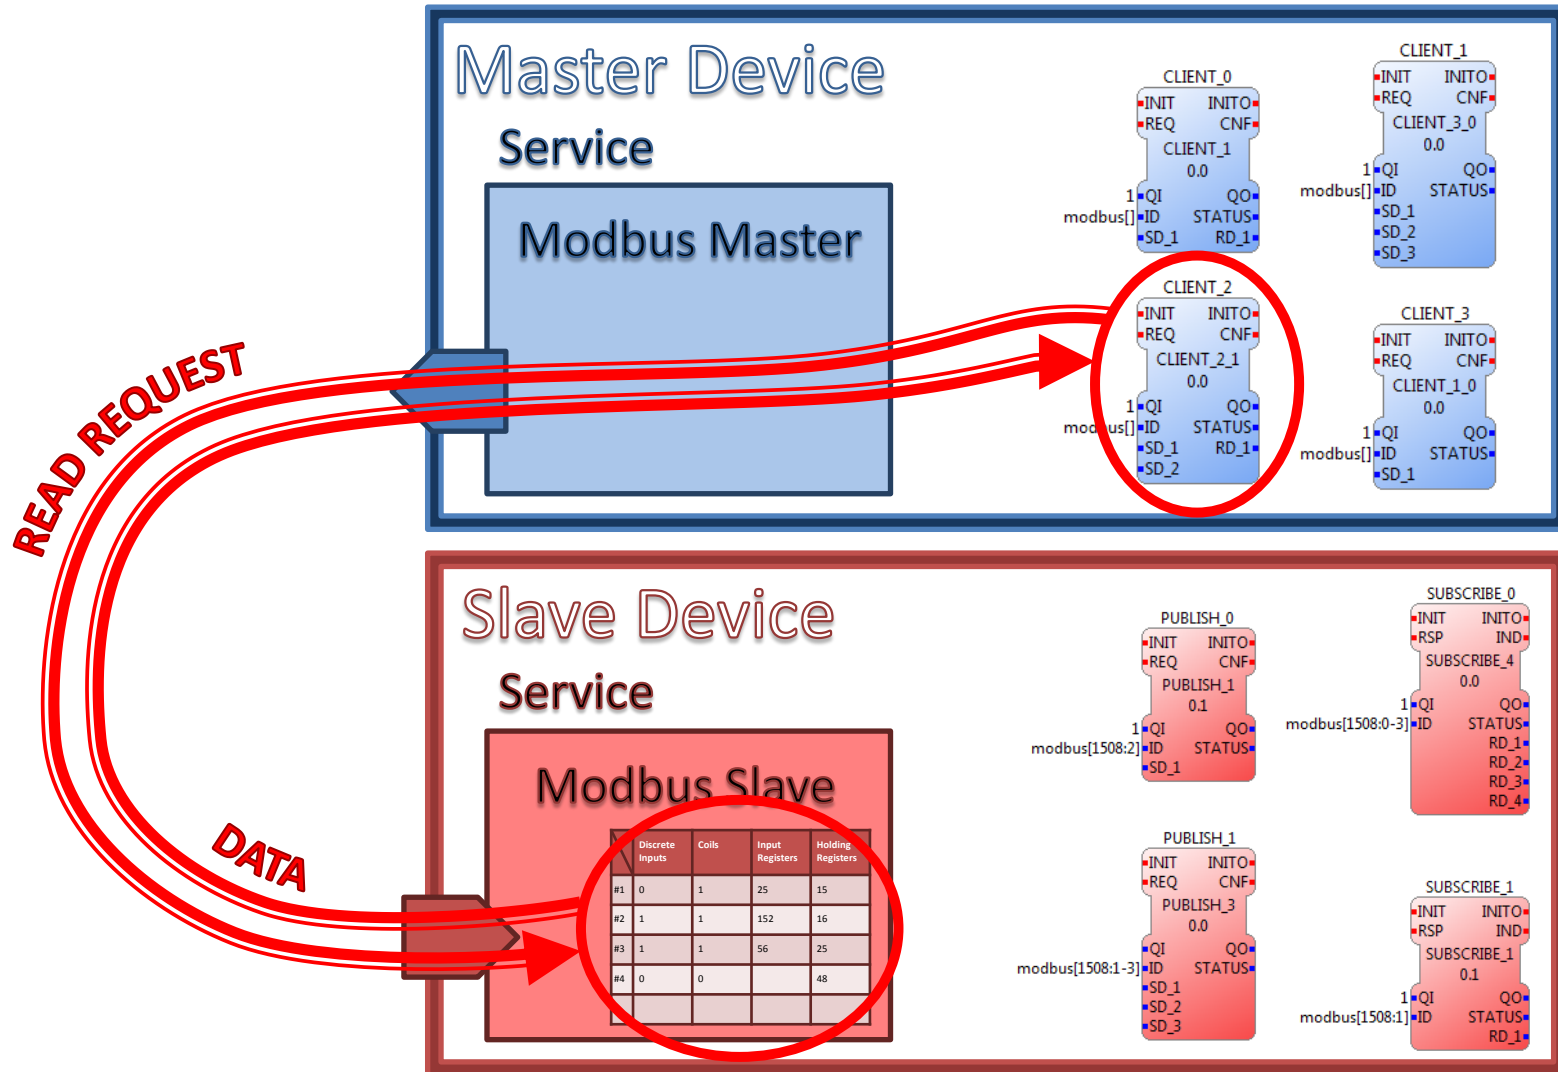 Master Device
Service
Modbus Master
CLIENT_0
INIT INITO
REQ CNF
CLIENT_1
0.0
1 QI QO
modbus[] ID STATUS
SD_1 RD_1
CLIENT_1
INIT INITO
REQ CNF
CLIENT_3_0
0.0
1 QI QO
modbus[] ID STATUS
SD_1
SD_2
SD_3
CLIENT_2
INIT INITO
REQ CNF
CLIENT_2_1
0.0
1 QI QO
modbus[] ID STATUS
SD_1 RD_1
SD_2
CLIENT_3
INIT INITO
REQ CNF
CLIENT_1_0
0.0
1 QI QO
modbus[] ID STATUS
SD_1
READ REQUEST
DATA
Slave Device
Service
Modbus Slave
Discrete Inputs Coils Input Registers Holding Registers
#1 0 1 25 15
#2 1 1 152 16
#3 1 1 56 25
#4 0 0 48
PUBLISH_0
INIT INITO
REQ CNF
PUBLISH_1
0.1
1 QI QO
modbus[1508:2] ID STATUS
SD_1
SUBSCRIBE_0
INIT INITO
RSP IND
SUBSCRIBE_4
0.0
1 QI QO
modbus[1508:0-3] ID STATUS
RD_1
RD_2
RD_3
RD_4
PUBLISH_1
INIT INITO
REQ CNF
PUBLISH_3
0.0
QI QO
modbus[1508:1-3] ID STATUS
SD_1
SD_2
SD_3
SUBSCRIBE_1
INIT INITO
RSP IND
SUBSCRIBE_1
0.1
1 QI QO
modbus[1508:1] ID STATUS
RD_1